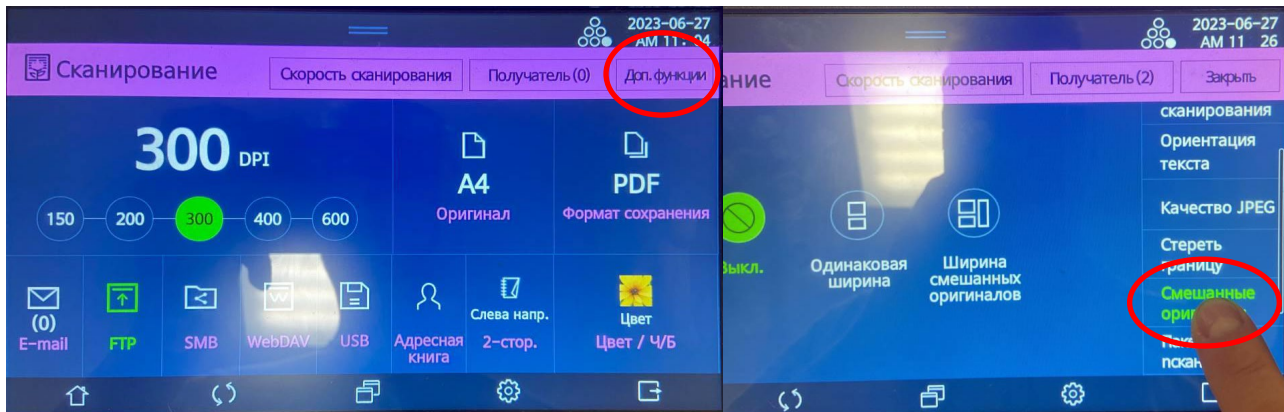 2023-06-27
AM 11: 04
Сканирование
Скорость сканирования
Получатель (0)
Доп. функции
300 DPI
150
200
300
400
600
A4
Оригинал
PDF
Формат сохранения
(0)
E-mail
FTP
SMB
WebDAV
USB
Адресная
книга
Слева напр.
2-стор.
Цвет
Цвет / Ч/Б
2023-06-27
AM 11 26
ание
Скорость сканирования
Получатель (2)
Закрыть
сканирования
Ориентация
текста
Качество JPEG
Стереть
границу
Смешанные
Выкл.
Одинаковая
ширина
Ширина
смешанных
оригиналов